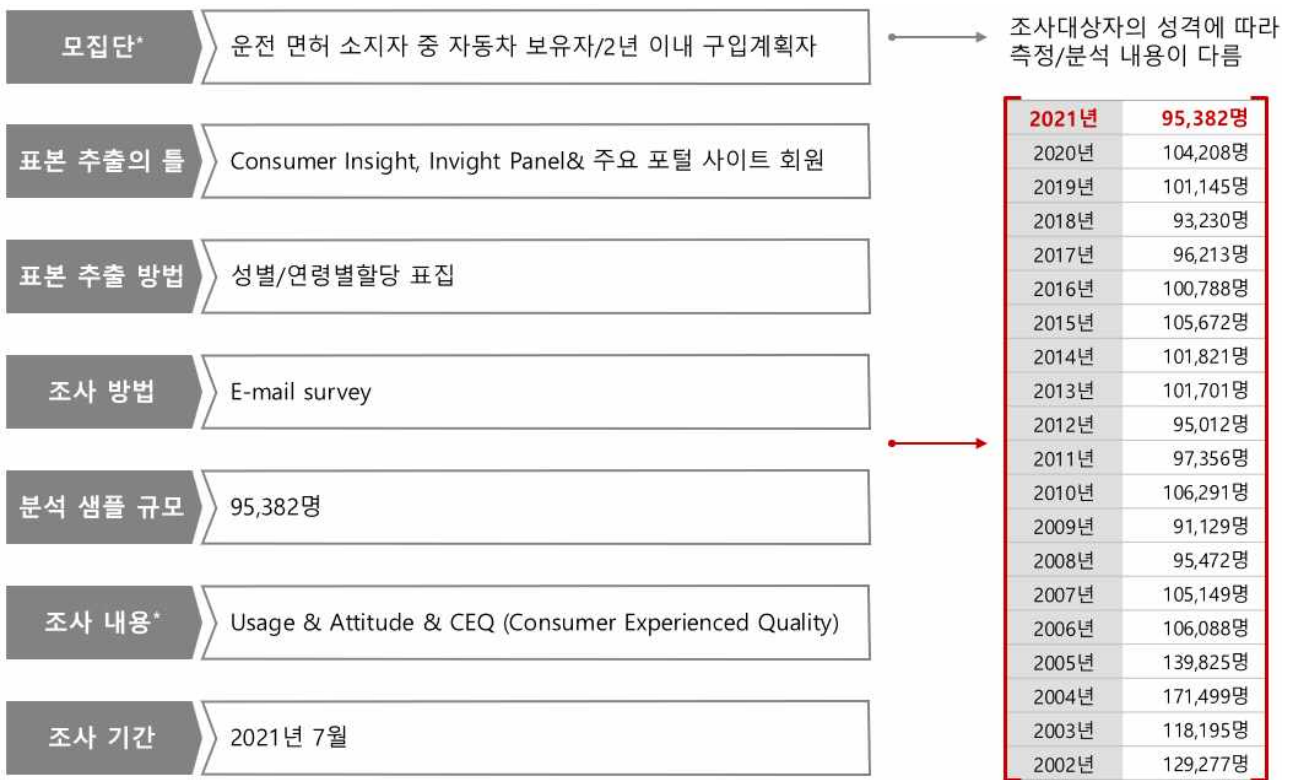 모집단*
운전 면허 소지자 중 자동차 보유자/2년 이내 구입계획자
조사대상자의 성격에 따라
측정/분석 내용이 다름
표본 추출의 틀
Consumer Insight, Invight Panel& 주요 포털 사이트 회원
표본 추출 방법
성별/연령별할당 표집
조사 방법
E-mail survey
분석 샘플 규모
95,382명
조사 내용*
Usage & Attitude & CEQ (Consumer Experienced Quality)
조사 기간
2021년 7월
2021년 95,382명
2020년 104,208명
2019년 101,145명
2018년 93,230명
2017년 96,213명
2016년 100,788명
2015년 105,672명
2014년 101,821명
2013년 101,701명
2012년 95,012명
2011년 97,356명
2010년 106,291명
2009년 91,129명
2008년 95,472명
2007년 105,149명
2006년 106,088명
2005년 139,825명
2004년 171,499명
2003년 118,195명
2002년 129,277명